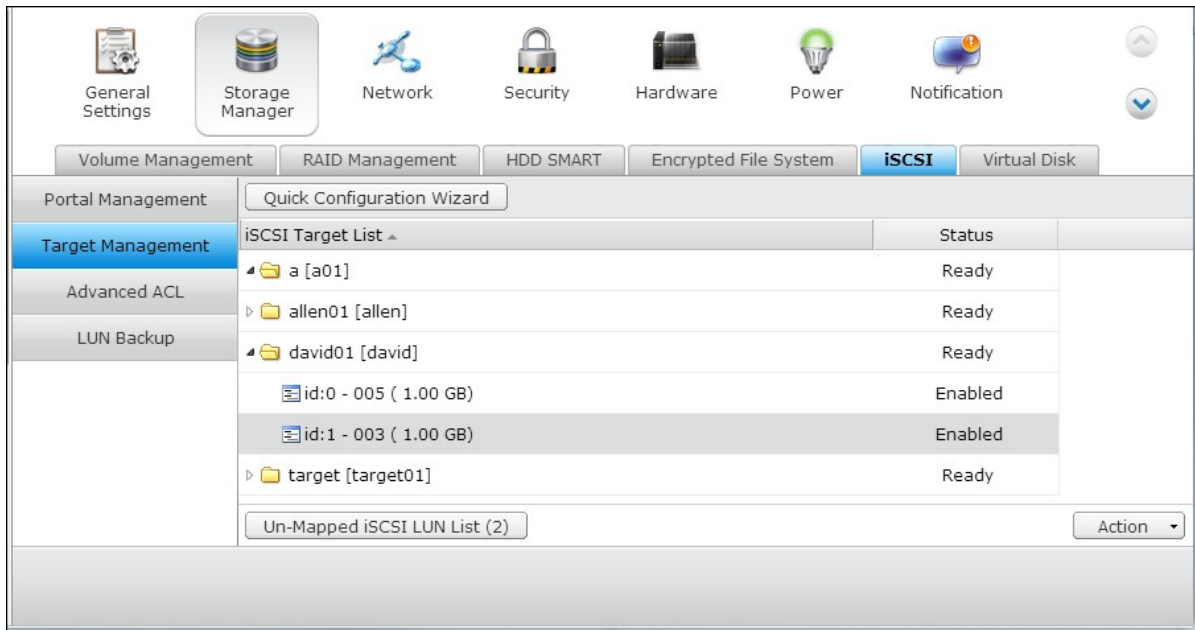 General Settings
Storage Manager
Network
Security
Hardware
Power
Notification
Volume Management
RAID Management
HDD SMART
Encrypted File System
iSCSI
Virtual Disk
Portal Management
Target Management
Advanced ACL
LUN Backup
Quick Configuration Wizard
iSCSI Target List Status
a [a01] Ready
allen01 [allen] Ready
david01 [david] Ready
id:0 - 005 ( 1.00 GB) Enabled
id:1 - 003 ( 1.00 GB) Enabled
target [target01] Ready
Un-Mapped iSCSI LUN List (2)
Action